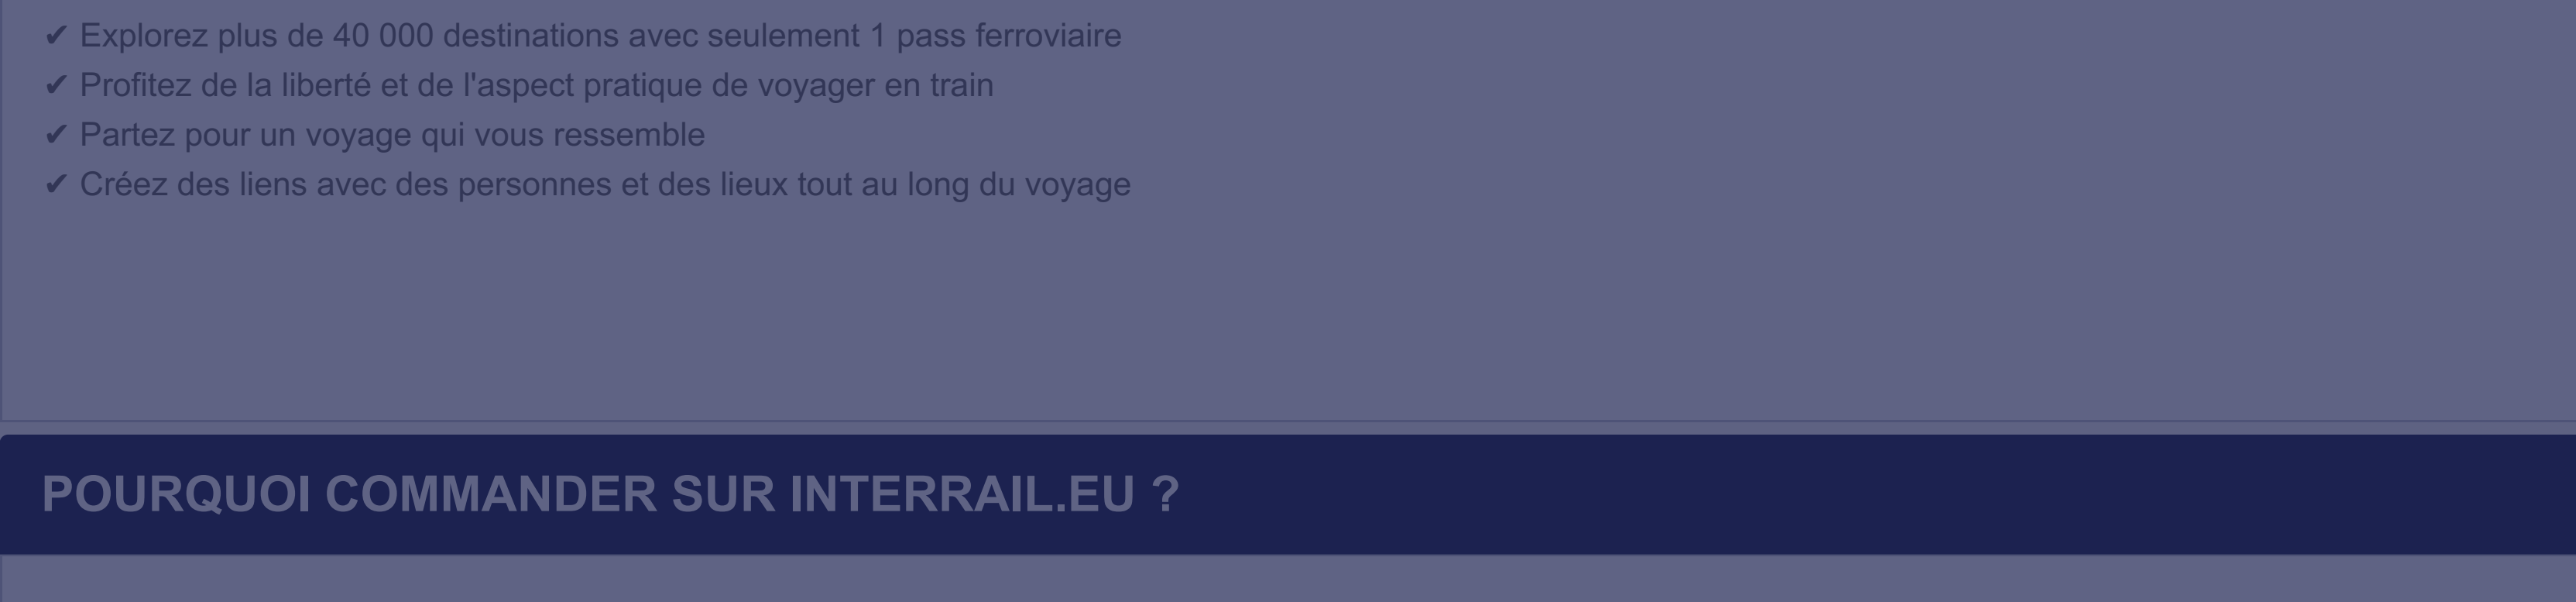 ✔ Explorez plus de 40 000 destinations avec seulement 1 pass ferroviaire
✔ Profitez de la liberté et de l'aspect pratique de voyager en train
✔ Partez pour un voyage qui vous ressemble
✔ Créez des liens avec des personnes et des lieux tout au long du voyage
POURQUOI COMMANDER SUR INTERRAIL.EU ?